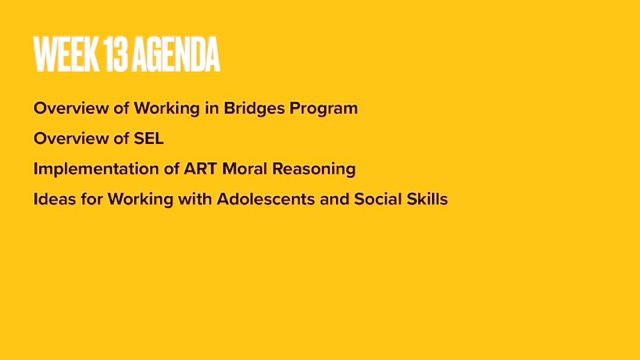 WEEK 13 AGENDA
Overview of Working in Bridges Program
Overview of SEL
Implementation of ART Moral Reasoning
Ideas for Working with Adolescents and Social Skills